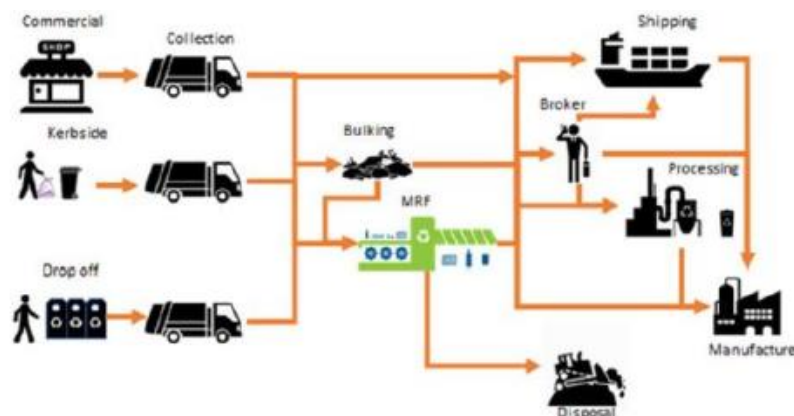 Commercial
SHOP
Collection
Shipping
Broker
Kerbside
Bulking
Processing
MRF
Drop off
Manufacture
Disposal